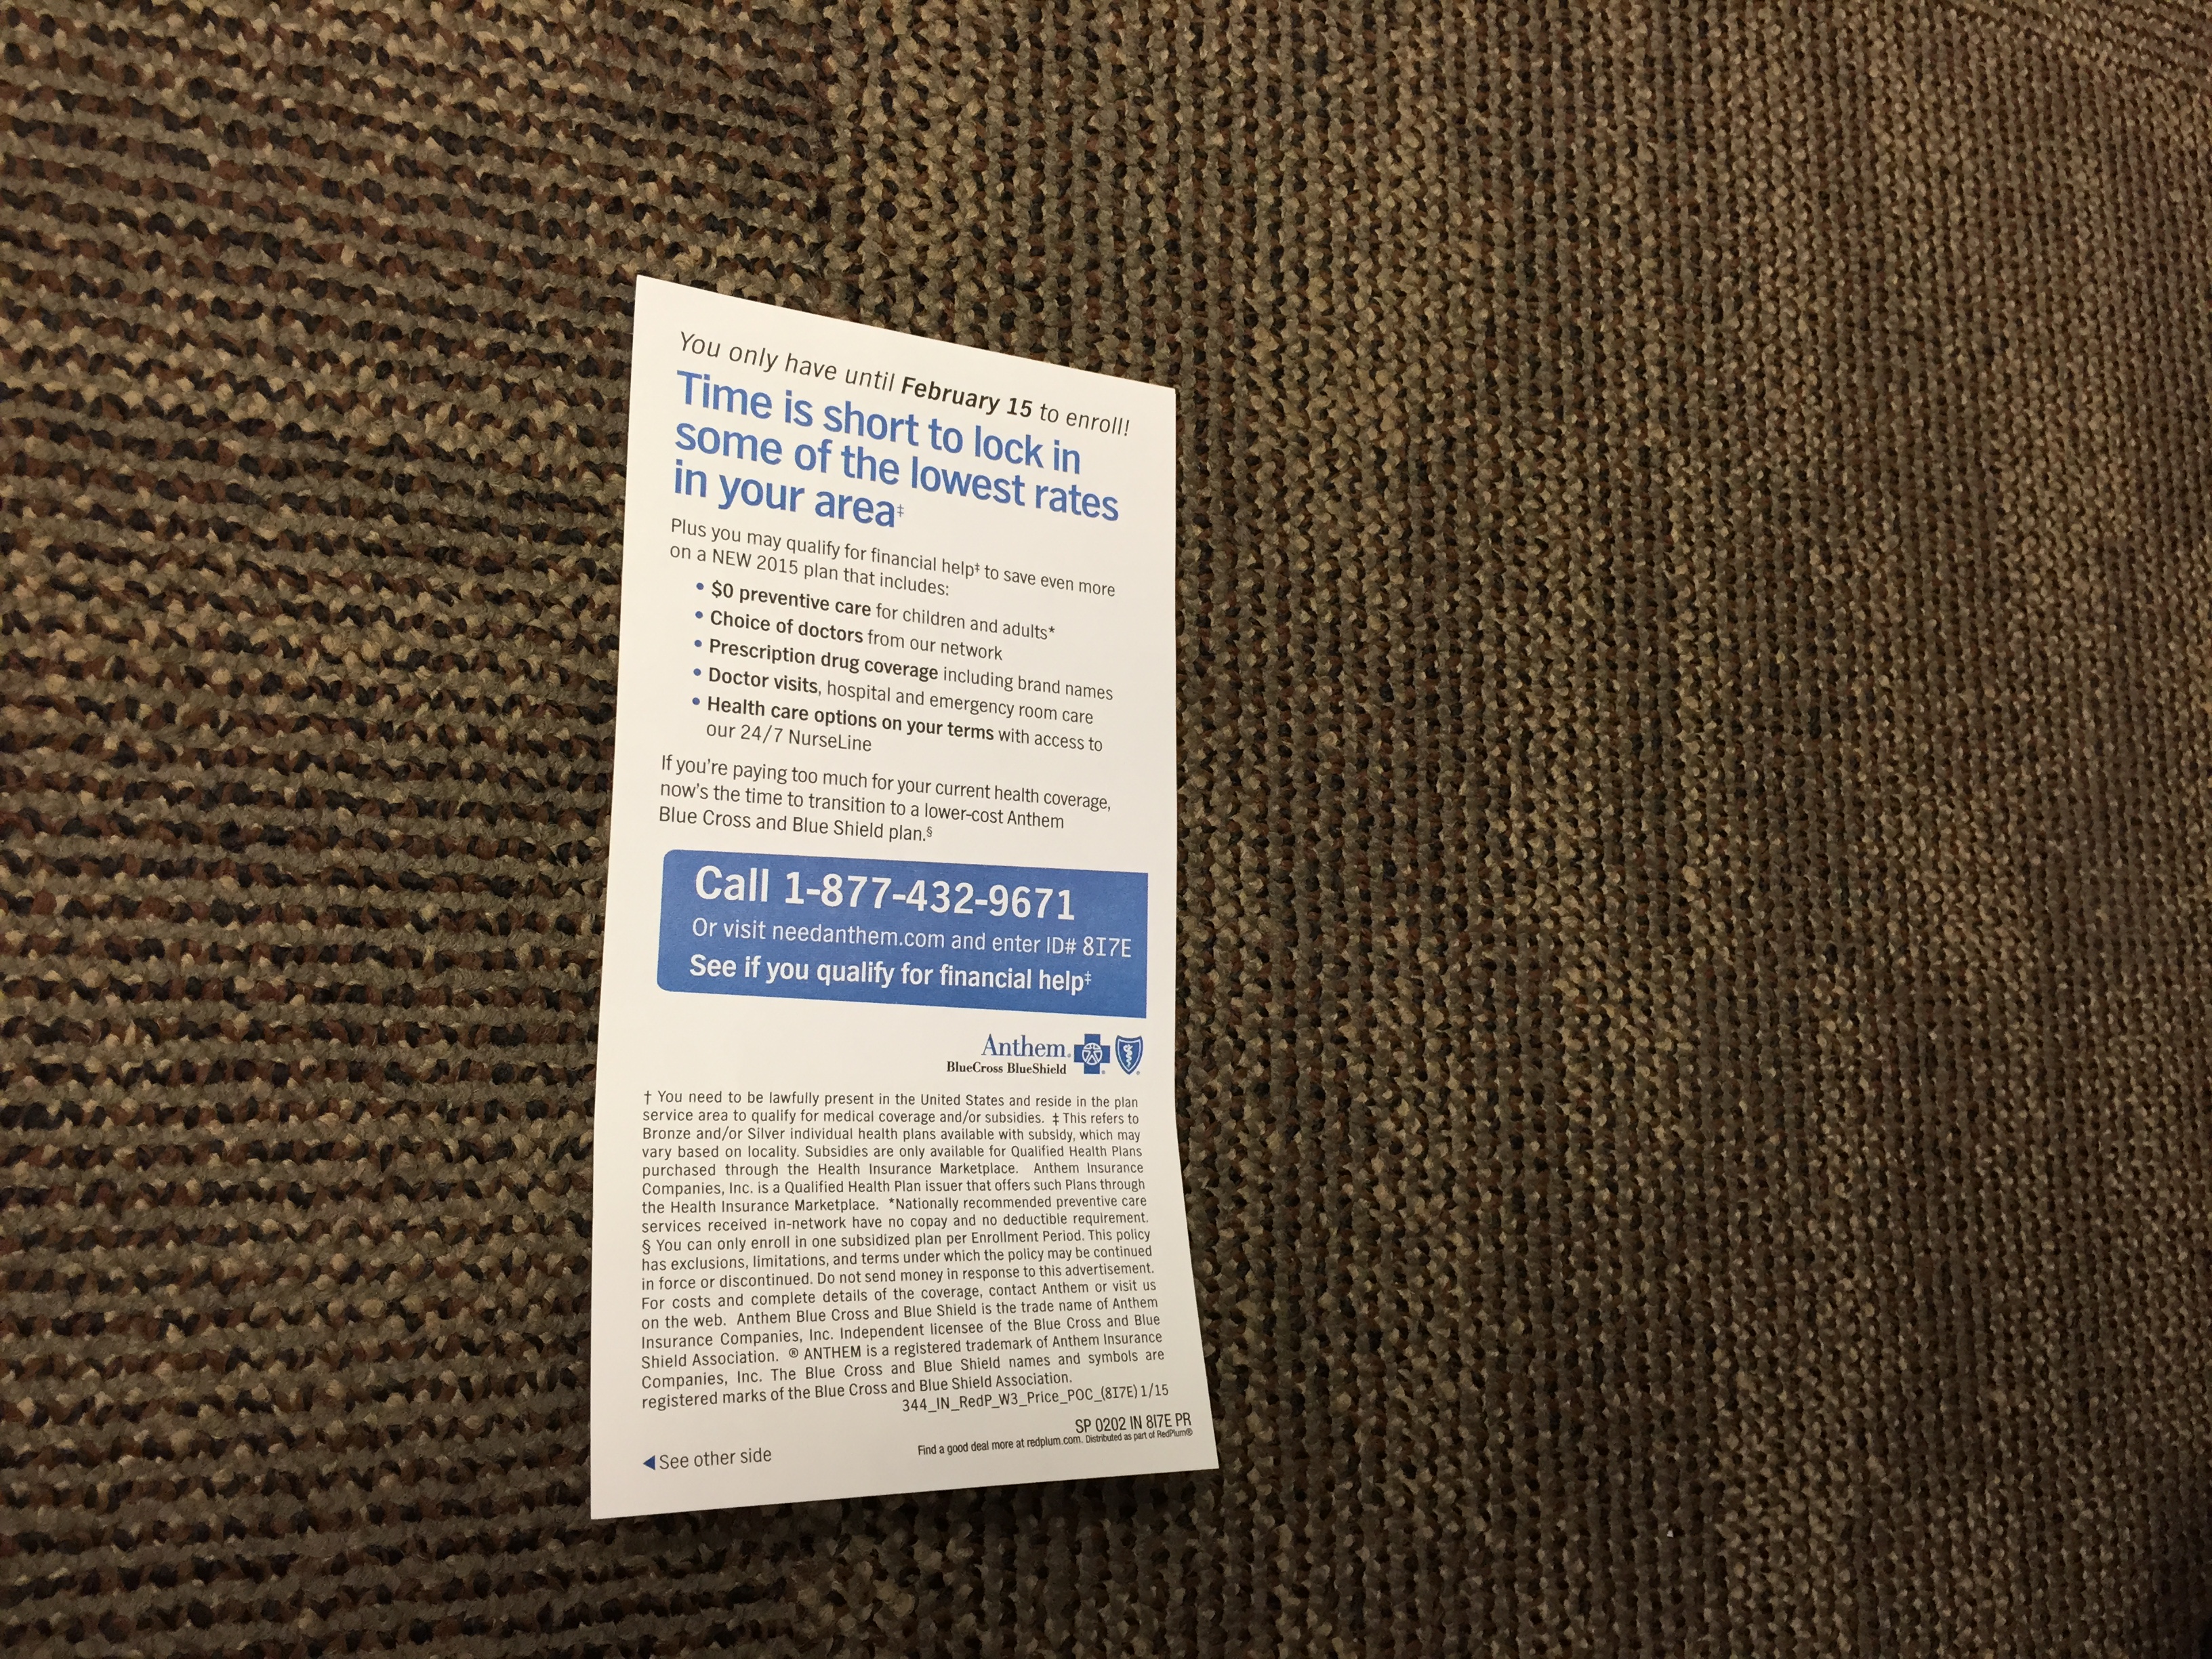 You only have until February 15 to enroll!
Time is short to lock in
some of the lowest rates
in your area‡
Plus you may qualify for financial help‡ to save even more
on a NEW 2015 plan that includes:
• $0 preventive care for children and adults*
• Choice of doctors from our network
• Prescription drug coverage including brand names
• Doctor visits, hospital and emergency room care
• Health care options on your terms with access to
our 24/7 NurseLine
If you're paying too much for your current health coverage,
now's the time to transition to a lower-cost Anthem
Blue Cross and Blue Shield plan.§
Call 1-877-432-9671
Or visit needanthem.com and enter ID# 8I7E
See if you qualify for financial help‡
Anthem®
BlueCross BlueShield
† You need to be lawfully present in the United States and reside in the plan
service area to qualify for medical coverage and/or subsidies. ‡ This refers to
Bronze and/or Silver individual health plans available with subsidy, which may
vary based on locality. Subsidies are only available for Qualified Health Plans
purchased through the Health Insurance Marketplace. Anthem Insurance
Companies, Inc. is a Qualified Health Plan issuer that offers such Plans through
the Health Insurance Marketplace. *Nationally recommended preventive care
services received in-network have no copay and no deductible requirement.
§ You can only enroll in one subsidized plan per Enrollment Period. This policy
has exclusions, limitations, and terms under which the policy may be continued
in force or discontinued. Do not send money in response to this advertisement.
For costs and complete details of the coverage, contact Anthem or visit us
on the web. Anthem Blue Cross and Blue Shield is the trade name of Anthem
Insurance Companies, Inc. Independent licensee of the Blue Cross and Blue
Shield Association. ® ANTHEM is a registered trademark of Anthem Insurance
Companies, Inc. The Blue Cross and Blue Shield names and symbols are
registered marks of the Blue Cross and Blue Shield Association.
344_IN_RedP_W3_Price_POC_(8I7E) 1/15
SP 0202 IN 8I7E PR
Find a good deal more at redplum.com. Distributed as part of RedPlum®
◀ See other side